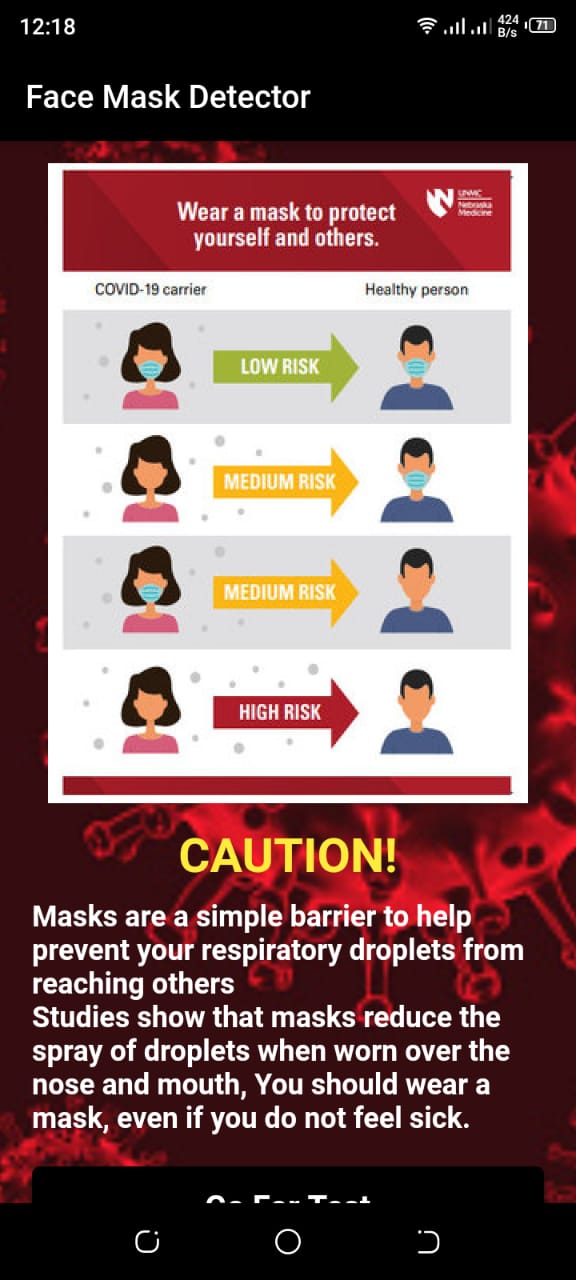 12:18
424
B/s
71
Face Mask Detector
Wear a mask to protect
yourself and others.
UNMC
Nebraska
Medicine
COVID-19 carrier
Healthy person
LOW RISK
MEDIUM RISK
MEDIUM RISK
HIGH RISK
CAUTION!
Masks are a simple barrier to help
prevent your respiratory droplets from
reaching others
Studies show that masks reduce the
spray of droplets when worn over the
nose and mouth, You should wear a
mask, even if you do not feel sick.
Go For Test